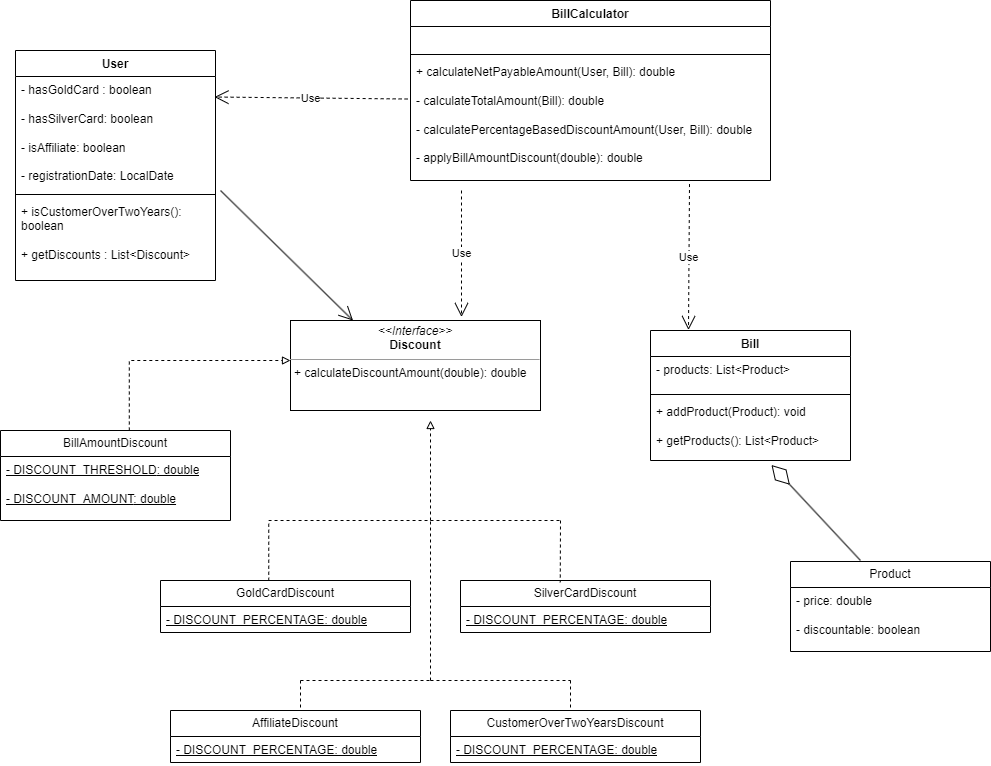 BillCalculator
+ calculateNetPayableAmount(User, Bill): double
- calculateTotalAmount(Bill): double
- calculatePercentageBasedDiscountAmount(User, Bill): double
- applyBillAmountDiscount(double): double
User
- hasGoldCard : boolean
- hasSilverCard: boolean
- isAffiliate: boolean
- registrationDate: LocalDate
+ isCustomerOverTwoYears():
boolean
+ getDiscounts : List<Discount>
Use
Use
Use
<<Interface>>
Discount
+ calculateDiscountAmount(double): double
Bill
- products: List<Product>
+ addProduct(Product): void
+ getProducts(): List<Product>
BillAmountDiscount
- DISCOUNT_THRESHOLD: double
- DISCOUNT_AMOUNT: double
GoldCardDiscount
- DISCOUNT_PERCENTAGE: double
SilverCardDiscount
- DISCOUNT_PERCENTAGE: double
Product
- price: double
- discountable: boolean
AffiliateDiscount
- DISCOUNT_PERCENTAGE: double
CustomerOverTwoYearsDiscount
- DISCOUNT_PERCENTAGE: double